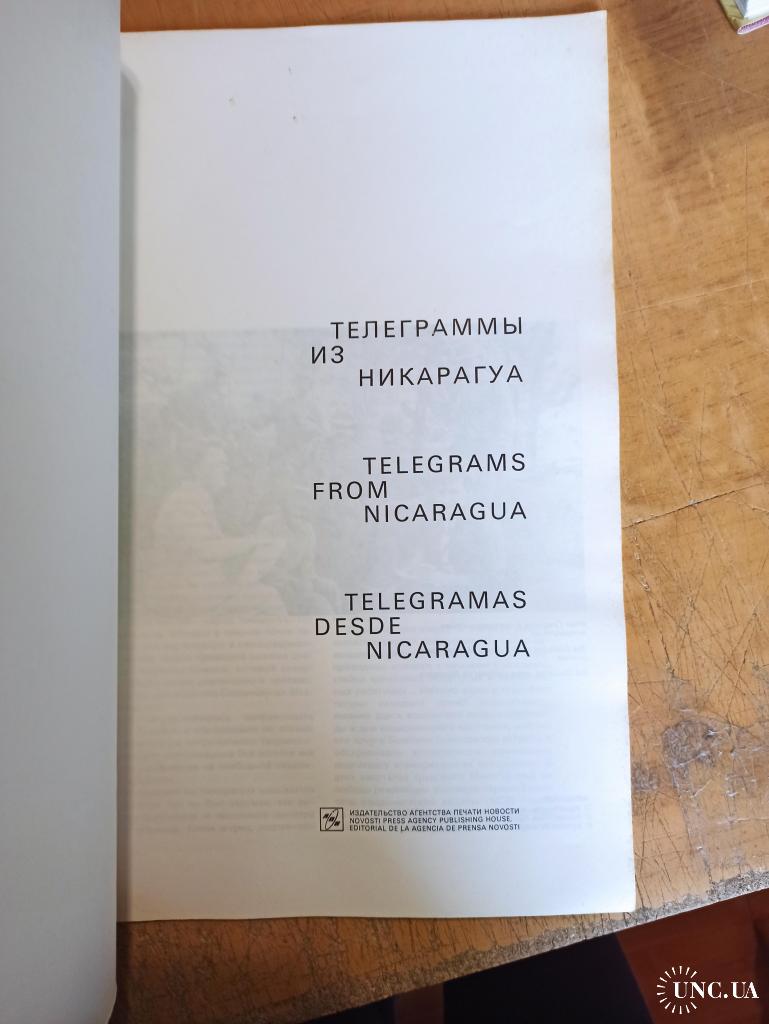 ТЕЛЕГРАММЫ
ИЗ
НИКАРАГУА
TELEGRAMS
FROM
NICARAGUA
TELEGRAMAS
DESDE
NICARAGUA
ИЗДАТЕЛЬСТВО АГЕНТСТВА ПЕЧАТИ НОВОСТИ
NOVOSTI PRESS AGENCY PUBLISHING HOUSE.
EDITORIAL DE LA AGENCIA DE PRENSA NOVOSTI
UNC.UA